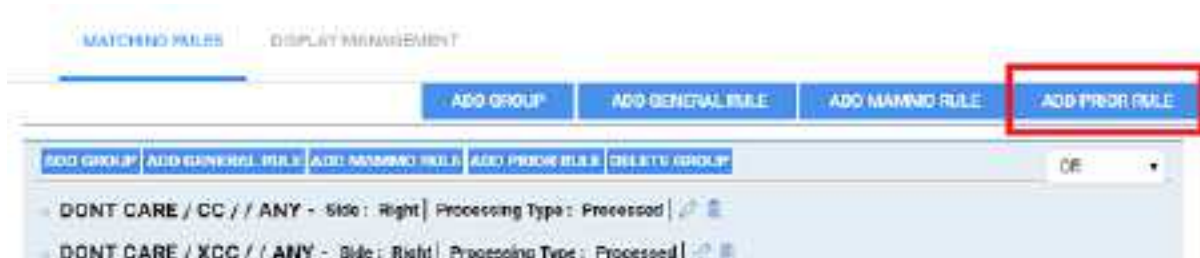 MATCHING RULES DISPLAY MANAGEMENT
ADD GROUP ADD GENERAL RULE ADD MAMMO RULE ADD PRIOR RULE
ADD GROUP ADD GENERAL RULE ADD MAMMO RULE ADD PRIOR RULE DELETE GROUP OR
DONT CARE / CC / / ANY - Side : Right | Processing Type : Processed |
DONT CARE / XCC / / ANY - Side : Right | Processing Type : Processed |